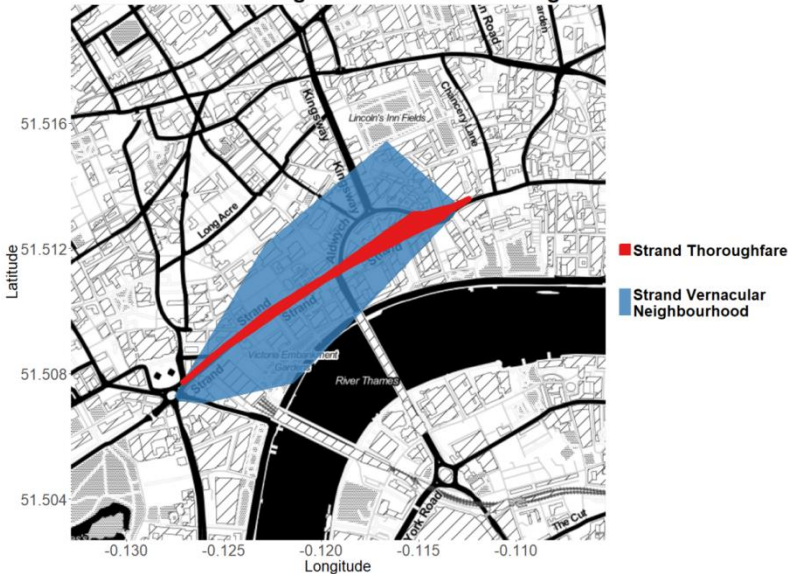 Kingsway
Chancery Lane
Lincoln's Inn Fields
51.516
Kingsway
Long Acre
Aldwych
Strand
51.512
Latitude
Strand Thoroughfare
Strand Vernacular
Neighbourhood
Strand
Strand
Victoria Embankment
Gardens
51.508
Strand
River Thames
51.504
York Road
The Cut
-0.130
-0.125
-0.120
-0.115
-0.110
Longitude